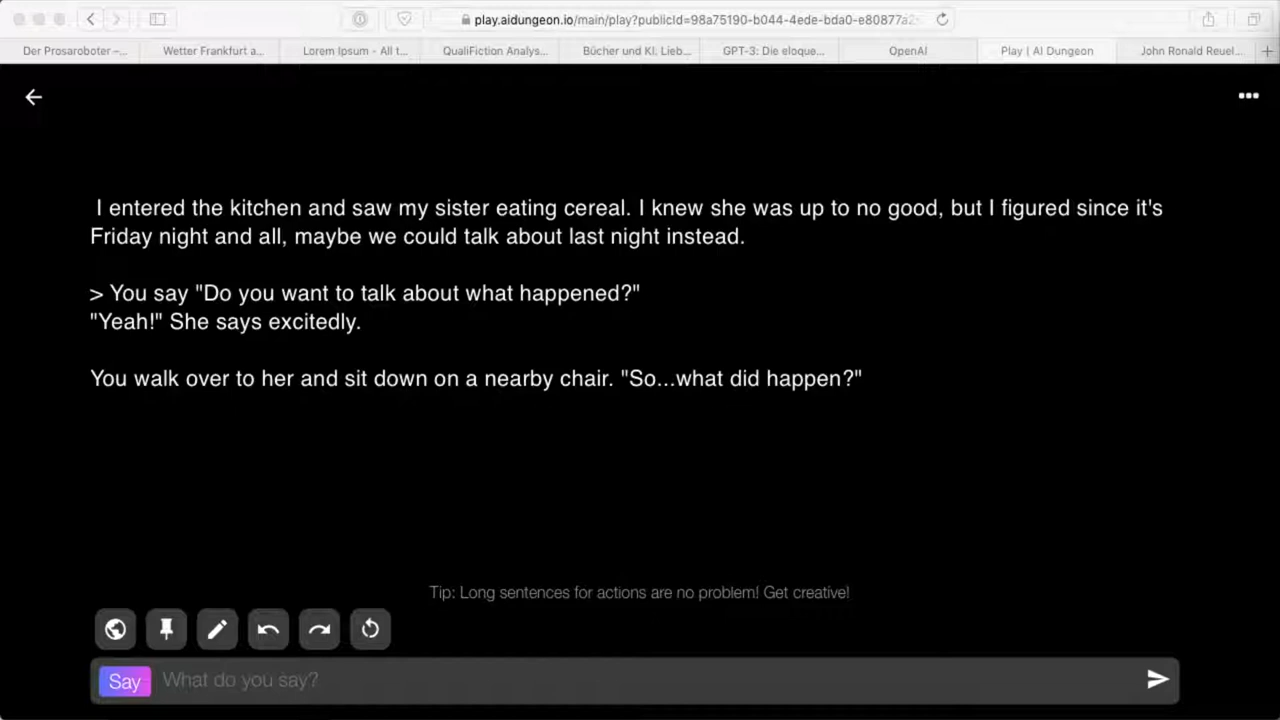 play.aidungeon.io/main/play?publicId=98a75190-b044-4ede-bda0-e80877a2
Der Prosaroboter –...
Wetter Frankfurt a...
Lorem Ipsum - All t...
QualiFiction Analys...
Bücher und KI: Lieb...
GPT-3: Die eloque...
OpenAI
Play | AI Dungeon
John Ronald Reuel...
I entered the kitchen and saw my sister eating cereal. I knew she was up to no good, but I figured since it's
Friday night and all, maybe we could talk about last night instead.
> You say "Do you want to talk about what happened?"
"Yeah!" She says excitedly.
You walk over to her and sit down on a nearby chair. "So...what did happen?"
Tip: Long sentences for actions are no problem! Get creative!
Say
What do you say?